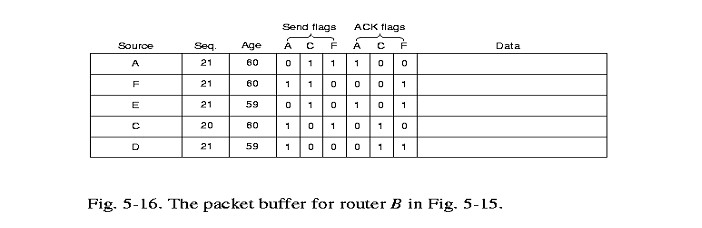 Send flags ACK flags
Source Seq. Age A C F A C F Data
A 21 60 0 1 1 1 0 0
F 21 60 1 1 0 0 0 1
E 21 59 0 1 0 1 0 1
C 20 60 1 0 1 0 1 0
D 21 59 1 0 0 0 1 1
Fig. 5-16. The packet buffer for router B in Fig. 5-15.